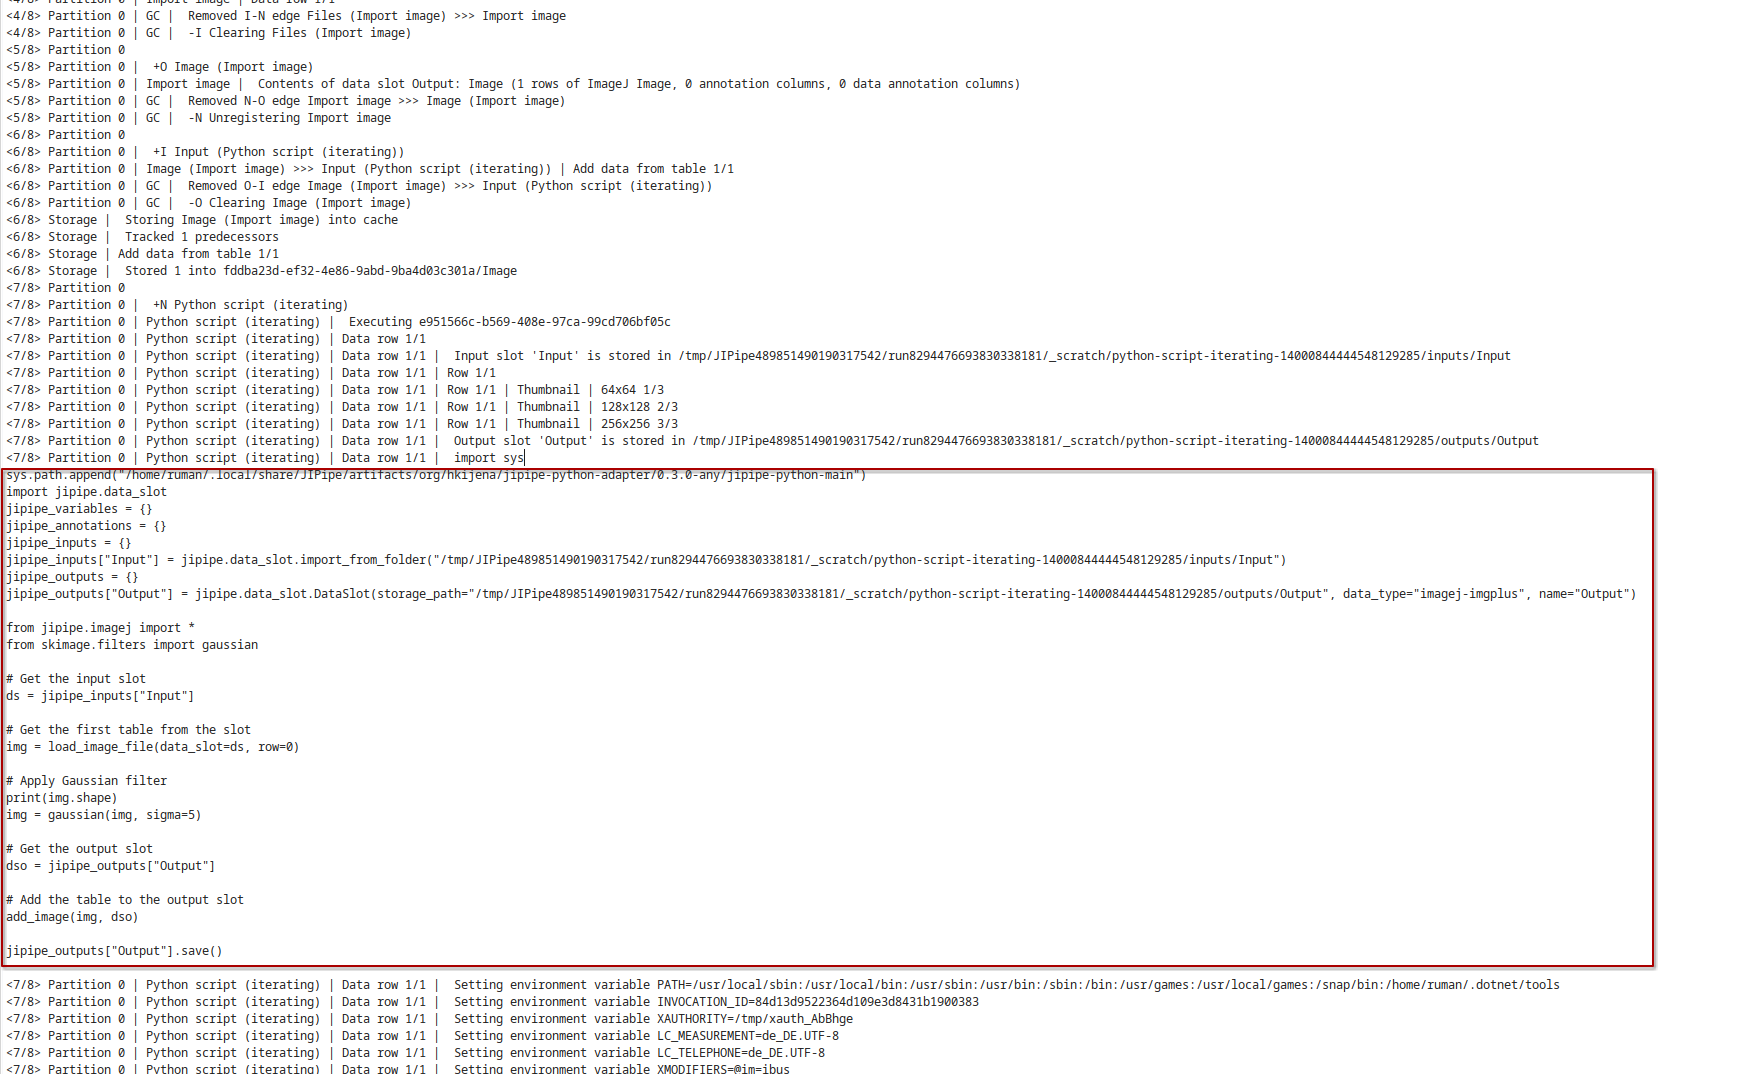 <4/8> Partition 0 | Import image | Data row 1/1
<4/8> Partition 0 | GC |  Removed I-N edge Files (Import image) >>> Import image
<4/8> Partition 0 | GC |  -I Clearing Files (Import image)
<5/8> Partition 0
<5/8> Partition 0 |  +O Image (Import image)
<5/8> Partition 0 | Import image |  Contents of data slot Output: Image (1 rows of ImageJ Image, 0 annotation columns, 0 data annotation columns)
<5/8> Partition 0 | GC |  Removed N-O edge Import image >>> Image (Import image)
<5/8> Partition 0 | GC |  -N Unregistering Import image
<6/8> Partition 0
<6/8> Partition 0 |  +I Input (Python script (iterating))
<6/8> Partition 0 | Image (Import image) >>> Input (Python script (iterating)) | Add data from table 1/1
<6/8> Partition 0 | GC |  Removed O-I edge Image (Import image) >>> Input (Python script (iterating))
<6/8> Partition 0 | GC |  -O Clearing Image (Import image)
<6/8> Storage |  Storing Image (Import image) into cache
<6/8> Storage |  Tracked 1 predecessors
<6/8> Storage | Add data from table 1/1
<6/8> Storage |  Stored 1 into fddba23d-ef32-4e86-9abd-9ba4d03c301a/Image
<7/8> Partition 0
<7/8> Partition 0 |  +N Python script (iterating)
<7/8> Partition 0 | Python script (iterating) |  Executing e951566c-b569-408e-97ca-99cd706bf05c
<7/8> Partition 0 | Python script (iterating) | Data row 1/1
<7/8> Partition 0 | Python script (iterating) | Data row 1/1 |  Input slot 'Input' is stored in /tmp/JIPipe489851490190317542/run8294476693830338181/_scratch/python-script-iterating-14000844444548129285/inputs/Input
<7/8> Partition 0 | Python script (iterating) | Data row 1/1 | Row 1/1
<7/8> Partition 0 | Python script (iterating) | Data row 1/1 | Row 1/1 | Thumbnail | 64x64 1/3
<7/8> Partition 0 | Python script (iterating) | Data row 1/1 | Row 1/1 | Thumbnail | 128x128 2/3
<7/8> Partition 0 | Python script (iterating) | Data row 1/1 | Row 1/1 | Thumbnail | 256x256 3/3
<7/8> Partition 0 | Python script (iterating) | Data row 1/1 |  Output slot 'Output' is stored in /tmp/JIPipe489851490190317542/run8294476693830338181/_scratch/python-script-iterating-14000844444548129285/outputs/Output
<7/8> Partition 0 | Python script (iterating) | Data row 1/1 |  import sys
sys.path.append("/home/ruman/.local/share/JIPipe/artifacts/org/hkijena/jipipe-python-adapter/0.3.0-any/jipipe-python-main")
import jipipe.data_slot
jipipe_variables = {}
jipipe_annotations = {}
jipipe_inputs = {}
jipipe_inputs["Input"] = jipipe.data_slot.import_from_folder("/tmp/JIPipe489851490190317542/run8294476693830338181/_scratch/python-script-iterating-14000844444548129285/inputs/Input")
jipipe_outputs = {}
jipipe_outputs["Output"] = jipipe.data_slot.DataSlot(storage_path="/tmp/JIPipe489851490190317542/run8294476693830338181/_scratch/python-script-iterating-14000844444548129285/outputs/Output", data_type="imagej-imgplus", name="Output")
from jipipe.imagej import *
from skimage.filters import gaussian
# Get the input slot
ds = jipipe_inputs["Input"]
# Get the first table from the slot
img = load_image_file(data_slot=ds, row=0)
# Apply Gaussian filter
print(img.shape)
img = gaussian(img, sigma=5)
# Get the output slot
dso = jipipe_outputs["Output"]
# Add the table to the output slot
add_image(img, dso)
jipipe_outputs["Output"].save()
<7/8> Partition 0 | Python script (iterating) | Data row 1/1 |  Setting environment variable PATH=/usr/local/sbin:/usr/local/bin:/usr/sbin:/usr/bin:/sbin:/bin:/usr/games:/usr/local/games:/snap/bin:/home/ruman/.dotnet/tools
<7/8> Partition 0 | Python script (iterating) | Data row 1/1 |  Setting environment variable INVOCATION_ID=84d13d9522364d109e3d8431b1900383
<7/8> Partition 0 | Python script (iterating) | Data row 1/1 |  Setting environment variable XAUTHORITY=/tmp/xauth_AbBhge
<7/8> Partition 0 | Python script (iterating) | Data row 1/1 |  Setting environment variable LC_MEASUREMENT=de_DE.UTF-8
<7/8> Partition 0 | Python script (iterating) | Data row 1/1 |  Setting environment variable LC_TELEPHONE=de_DE.UTF-8
<7/8> Partition 0 | Python script (iterating) | Data row 1/1 |  Setting environment variable XMODIFIERS=@im=ibus